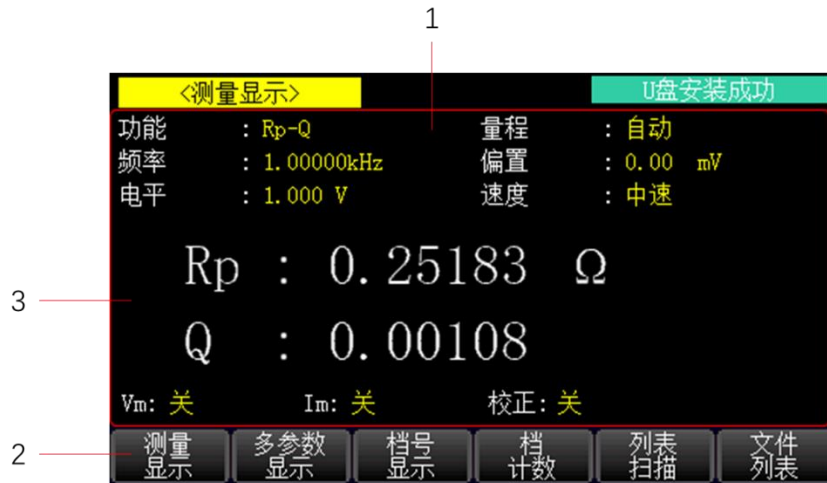 1
<测量显示> U盘安装成功
功能 : Rp-Q 量程 : 自动
频率 : 1.00000kHz 偏置 : 0.00 mV
电平 : 1.000 V 速度 : 中速
Rp : 0.25183 Ω
3
Q : 0.00108
Vm: 关 Im: 关 校正: 关
2
测量 多参数 档号 档 列表 文件
显示 显示 显示 计数 扫描 列表